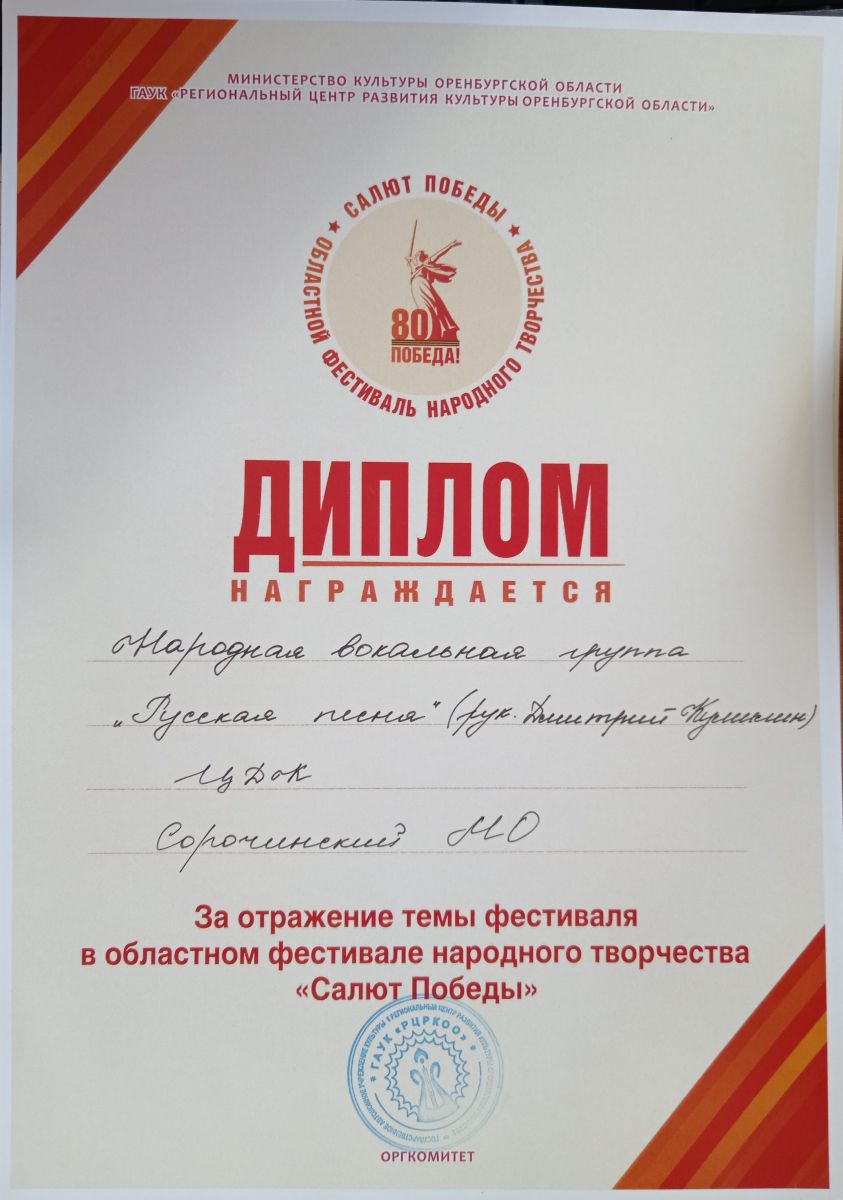 МИНИСТЕРСТВО КУЛЬТУРЫ ОРЕНБУРГСКОЙ ОБЛАСТИ
ГАУК «РЕГИОНАЛЬНЫЙ ЦЕНТР РАЗВИТИЯ КУЛЬТУРЫ ОРЕНБУРГСКОЙ ОБЛАСТИ»
★ САЛЮТ ПОБЕДЫ ★
ОБЛАСТНОЙ ФЕСТИВАЛЬ НАРОДНОГО ТВОРЧЕСТВА
80
ПОБЕДА!
ДИПЛОМ
НАГРАЖДАЕТСЯ
Народная вокальная группа
„Русская песня" (рук. Дмитрий
ЦДиК
Сорочинский МО
За отражение темы фестиваля
в областном фестивале народного творчества
«Салют Победы»
ГАУК «РЦРКОО»
ОРГКОМИТЕТ